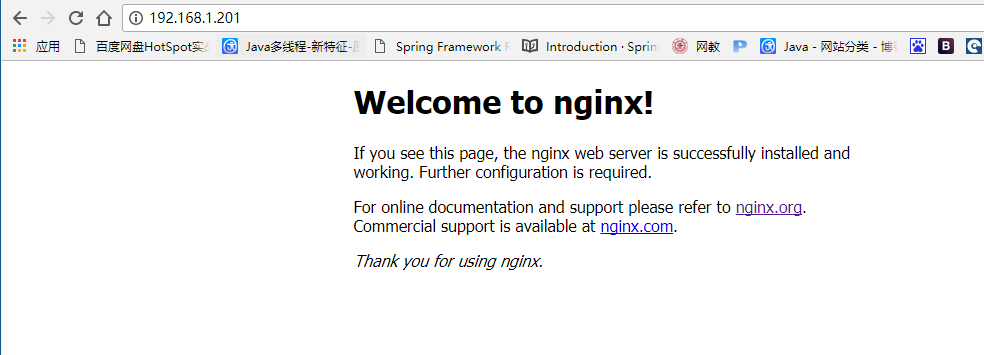 192.168.1.201
应用 百度网盘HotSpot实 Java多线程-新特征- Spring Framework Introduction · Sprin 网教 Java - 网站分类 - 博
Welcome to nginx!
If you see this page, the nginx web server is successfully installed and
working. Further configuration is required.
For online documentation and support please refer to nginx.org.
Commercial support is available at nginx.com.
Thank you for using nginx.